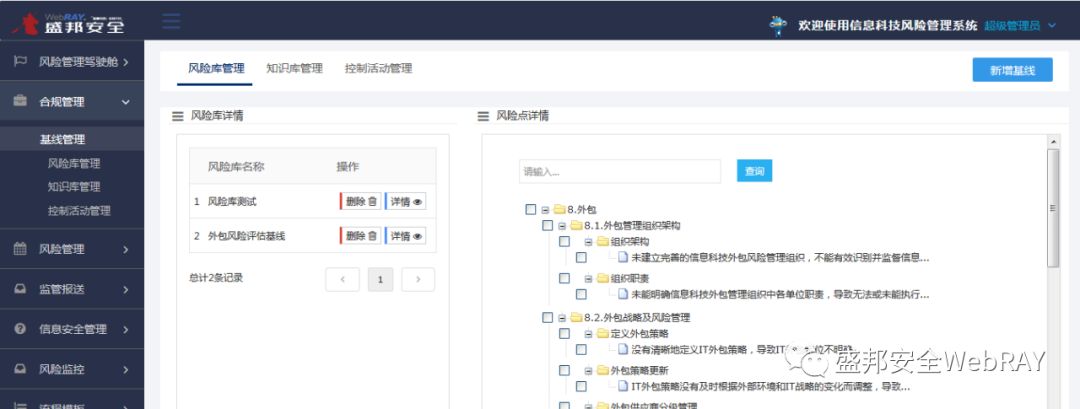 WebRAY
盛邦安全
欢迎使用信息科技风险管理系统 超级管理员
风险管理驾驶舱
合规管理
基线管理
风险库管理
知识库管理
控制活动管理
风险管理
监管报送
信息安全管理
风险监控
流程模板
风险库管理 知识库管理 控制活动管理
新增基线
风险库详情
风险库名称 操作
1 风险库测试 删除 详情
2 外包风险评估基线 删除 详情
总计2条记录
1
风险点详情
请输入... 查询
8.外包
8.1.外包管理组织架构
组织架构
未建立完善的信息科技外包风险管理组织，不能有效识别并监督信息...
组织职责
未能明确信息科技外包管理组织中各单位职责，导致无法或未能执行...
8.2.外包战略及风险管理
定义外包策略
没有清晰地定义IT外包策略，导致IT
外包策略更新
IT外包策略没有及时根据外部环境和IT战略的变化而调整，导致...
外包供应商分级管理
盛邦安全WebRAY